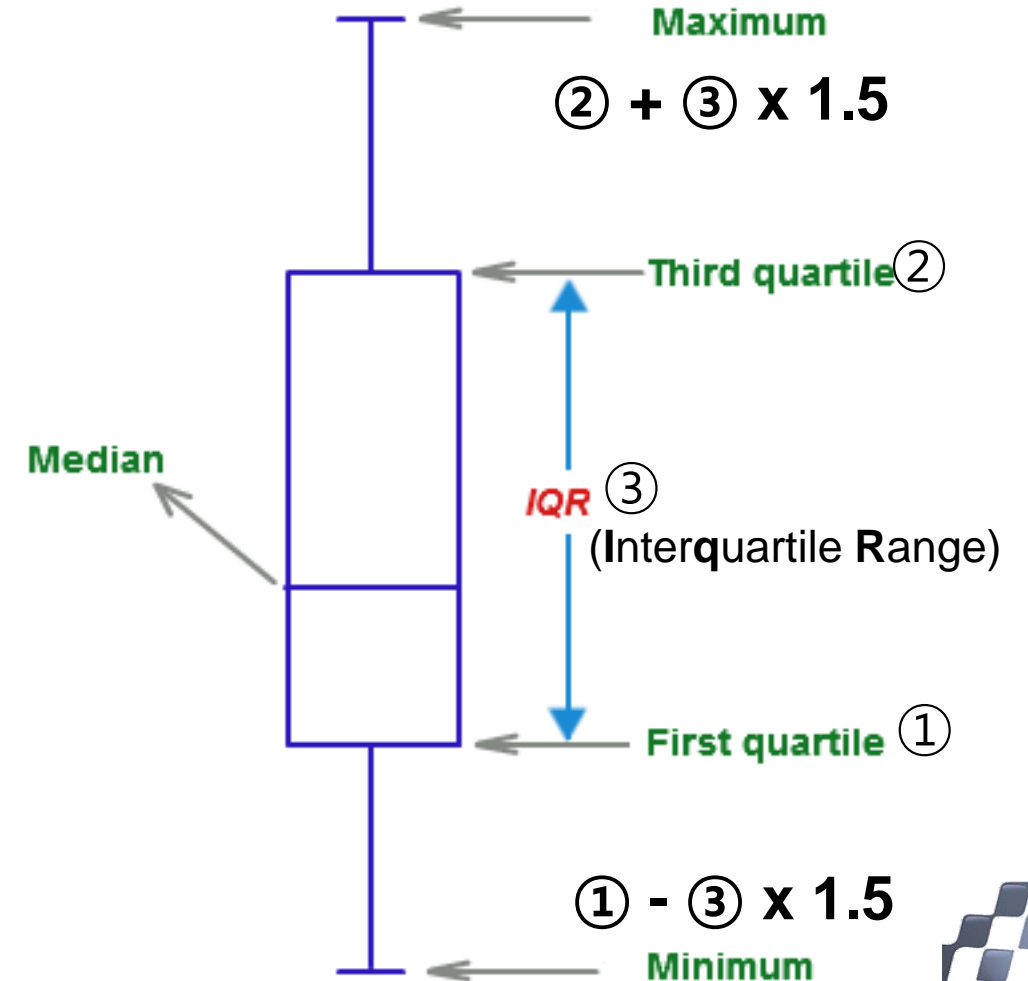 Maximum
② + ③ x 1.5
Third quartile②
Median
IQR ③
(Interquartile Range)
First quartile ①
① - ③ x 1.5
Minimum